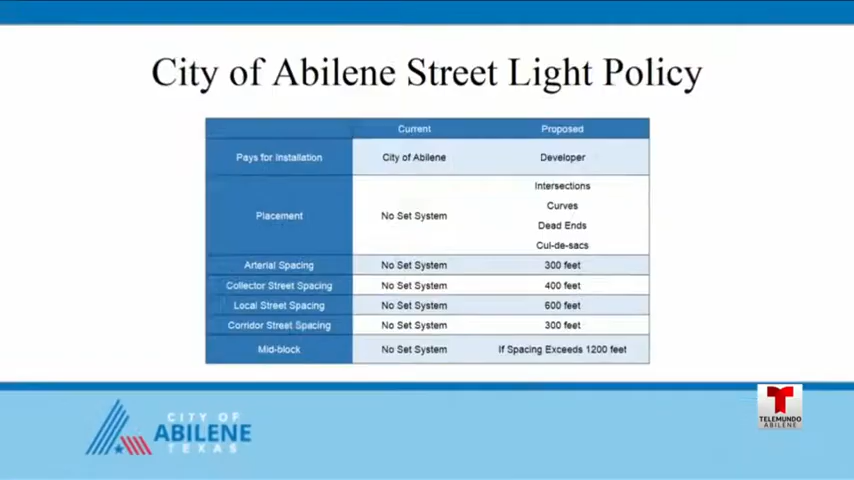 City of Abilene Street Light Policy
Current Proposed
Pays for Installation City of Abilene Developer
Placement No Set System Intersections
Curves
Dead Ends
Cul-de-sacs
Arterial Spacing No Set System 300 feet
Collector Street Spacing No Set System 400 feet
Local Street Spacing No Set System 600 feet
Corridor Street Spacing No Set System 300 feet
Mid-block No Set System If Spacing Exceeds 1200 feet
CITY OF
ABILENE
TEXAS
TELEMUNDO
ABILENE